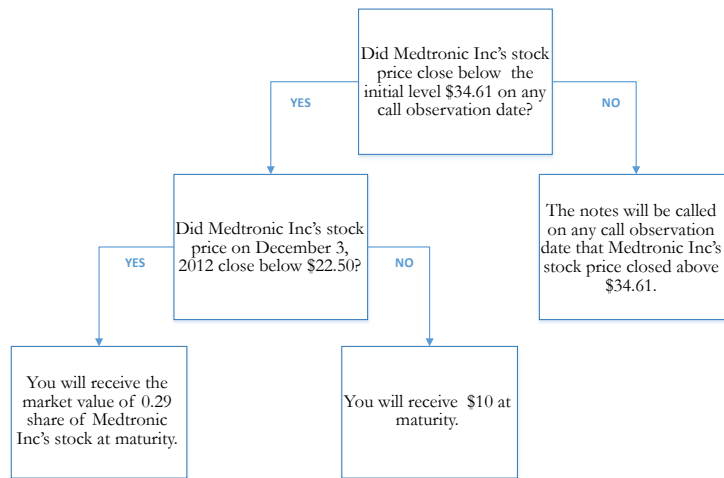 Did Medtronic Inc's stock
price close below the
initial level $34.61 on any
call observation date?
YES
NO
Did Medtronic Inc's stock
price on December 3,
2012 close below $22.50?
The notes will be called
on any call observation
date that Medtronic Inc's
stock price closed above
$34.61.
YES
NO
You will receive the
market value of 0.29
share of Medtronic
Inc's stock at maturity.
You will receive $10 at
maturity.